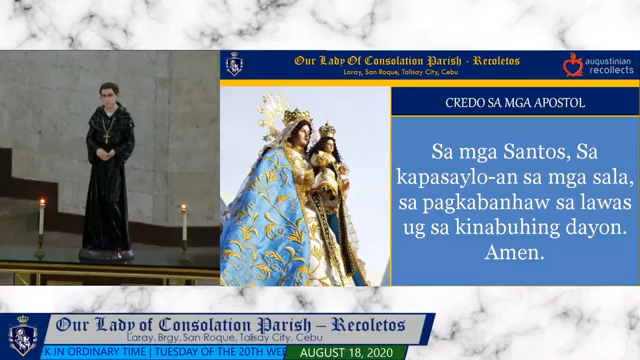 Our Lady Of Consolation Parish - Recoletos
Laray, San Roque, Talisay City, Cebu
augustinian
recollects
CREDO SA MGA APOSTOL
Sa mga Santos, Sa
kapasaylo-an sa mga sala,
sa pagkabanhaw sa lawas
ug sa kinabuhing dayon.
Amen.
Our Lady of Consolation Parish – Recoletos
Laray, Brgy. San Roque, Talisay City, Cebu
K IN ORDINARY TIME | TUESDAY OF THE 20TH WEE
AUGUST 18, 2020